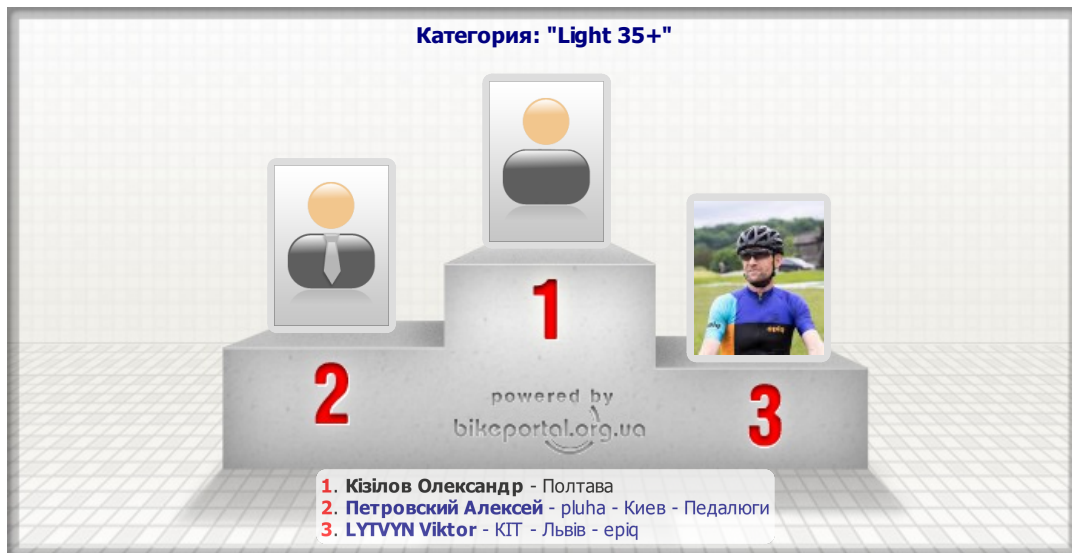 Категория: "Light 35+"
1
2
3
powered by
bikeportal.org.ua
epiq
1. Кізілов Олександр - Полтава
2. Петровский Алексей - pluha - Киев - Педалюги
3. LYTVYN Viktor - КІТ - Львів - epiq